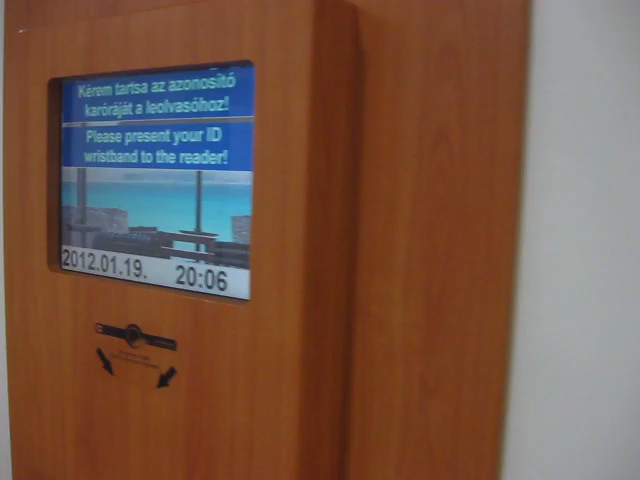 Kérem tartsa az azonosító
karóráját a leolvasóhoz!
Please present your ID
wristband to the reader!
2012.01.19. 20:06